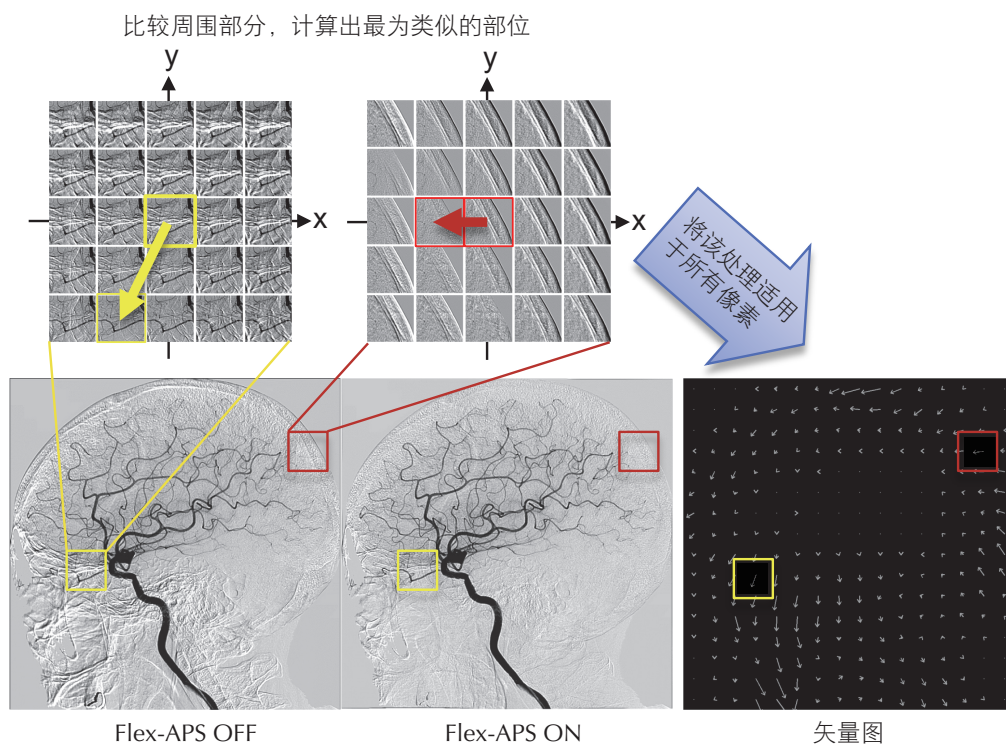 比较周围部分，计算出最为类似的部位
y
y
x
x
将该处理适用
于所有像素
Flex-APS OFF
Flex-APS ON
矢量图